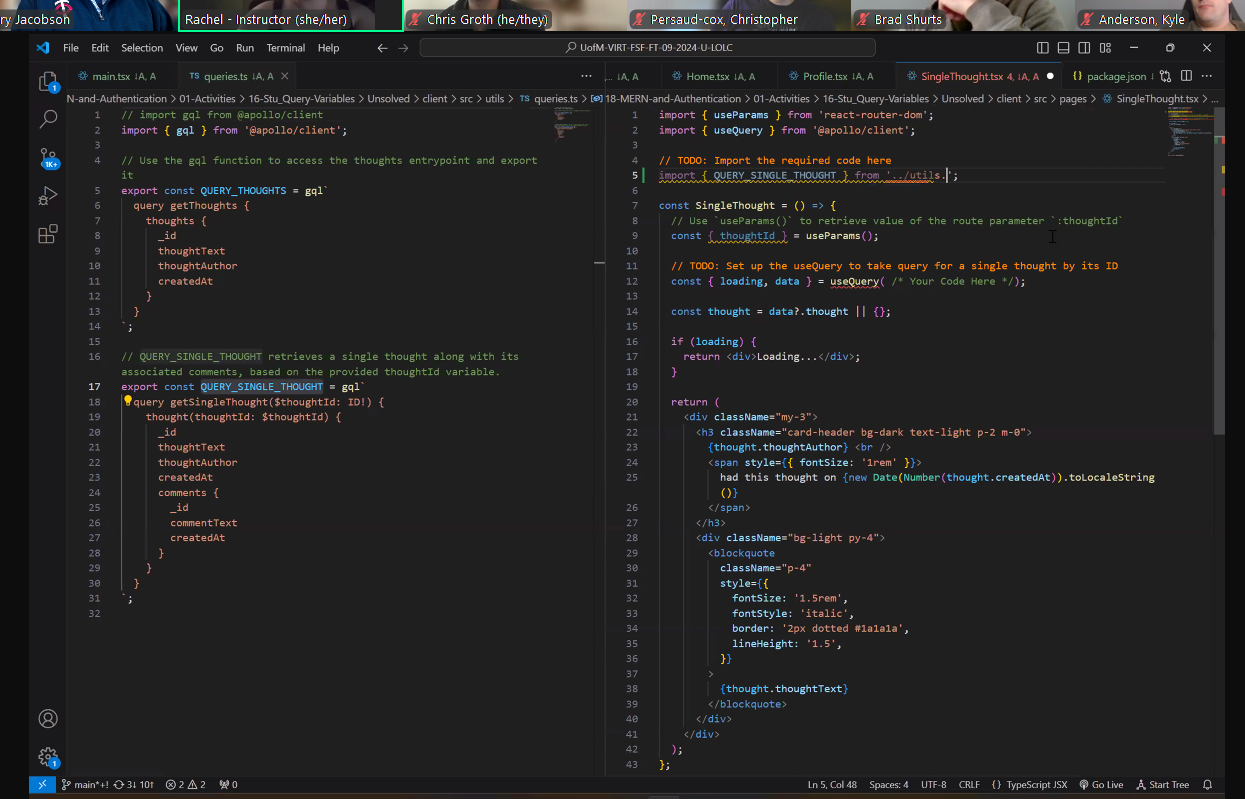 ry Jacobson
Rachel - Instructor (she/her)
Chris Groth (he/they)
Persaud-cox, Christopher
Brad Shurts
Anderson, Kyle
File Edit Selection View Go Run Terminal Help
UofM-VIRT-FSF-FT-09-2024-U-LOLC
main.tsx ↓A, A
TS queries.ts ↓A, A
... ↓A, A
Home.tsx ↓A, A
Profile.tsx ↓A, A
SingleThought.tsx 4, ↓A, A
{} package.json
N-and-Authentication > 01-Activities > 16-Stu_Query-Variables > Unsolved > client > src > utils > TS queries.ts >
18-MERN-and-Authentication > 01-Activities > 16-Stu_Query-Variables > Unsolved > client > src > pages > SingleThought.tsx > ...
1 // import gql from @apollo/client
2 import { gql } from '@apollo/client';
3
4 // Use the gql function to access the thoughts entrypoint and export
it
5 export const QUERY_THOUGHTS = gql`
6 query getThoughts {
7 thoughts {
8 _id
9 thoughtText
10 thoughtAuthor
11 createdAt
12 }
13 }
14 `;
15
16 // QUERY_SINGLE_THOUGHT retrieves a single thought along with its
associated comments, based on the provided thoughtId variable.
17 export const QUERY_SINGLE_THOUGHT = gql`
18 query getSingleThought($thoughtId: ID!) {
19 thought(thoughtId: $thoughtId) {
20 _id
21 thoughtText
22 thoughtAuthor
23 createdAt
24 comments {
25 _id
26 commentText
27 createdAt
28 }
29 }
30 }
31 `;
32
1 import { useParams } from 'react-router-dom';
2 import { useQuery } from '@apollo/client';
3
4 // TODO: Import the required code here
5 import { QUERY_SINGLE_THOUGHT } from '../utils.';
6
7 const SingleThought = () => {
8 // Use `useParams()` to retrieve value of the route parameter `:thoughtId`
9 const { thoughtId } = useParams();
10
11 // TODO: Set up the useQuery to take query for a single thought by its ID
12 const { loading, data } = useQuery( /* Your Code Here */);
13
14 const thought = data?.thought || {};
15
16 if (loading) {
17 return <div>Loading...</div>;
18 }
19
20 return (
21 <div className="my-3">
22 <h3 className="card-header bg-dark text-light p-2 m-0">
23 {thought.thoughtAuthor} <br />
24 <span style={{ fontSize: '1rem' }}>
25 had this thought on {new Date(Number(thought.createdAt)).toLocaleString
()}
26 </span>
27 </h3>
28 <div className="bg-light py-4">
29 <blockquote
30 className="p-4"
31 style={{
32 fontSize: '1.5rem',
33 fontStyle: 'italic',
34 border: '2px dotted #1a1a1a',
35 lineHeight: '1.5',
36 }}
37 >
38 {thought.thoughtText}
39 </blockquote>
40 </div>
41 </div>
42 );
43 };
1
1K+
1
main*+! 3↓ 10↑ 2 2 0
Ln 5, Col 48 Spaces: 4 UTF-8 CRLF {} TypeScript JSX Go Live Start Tree